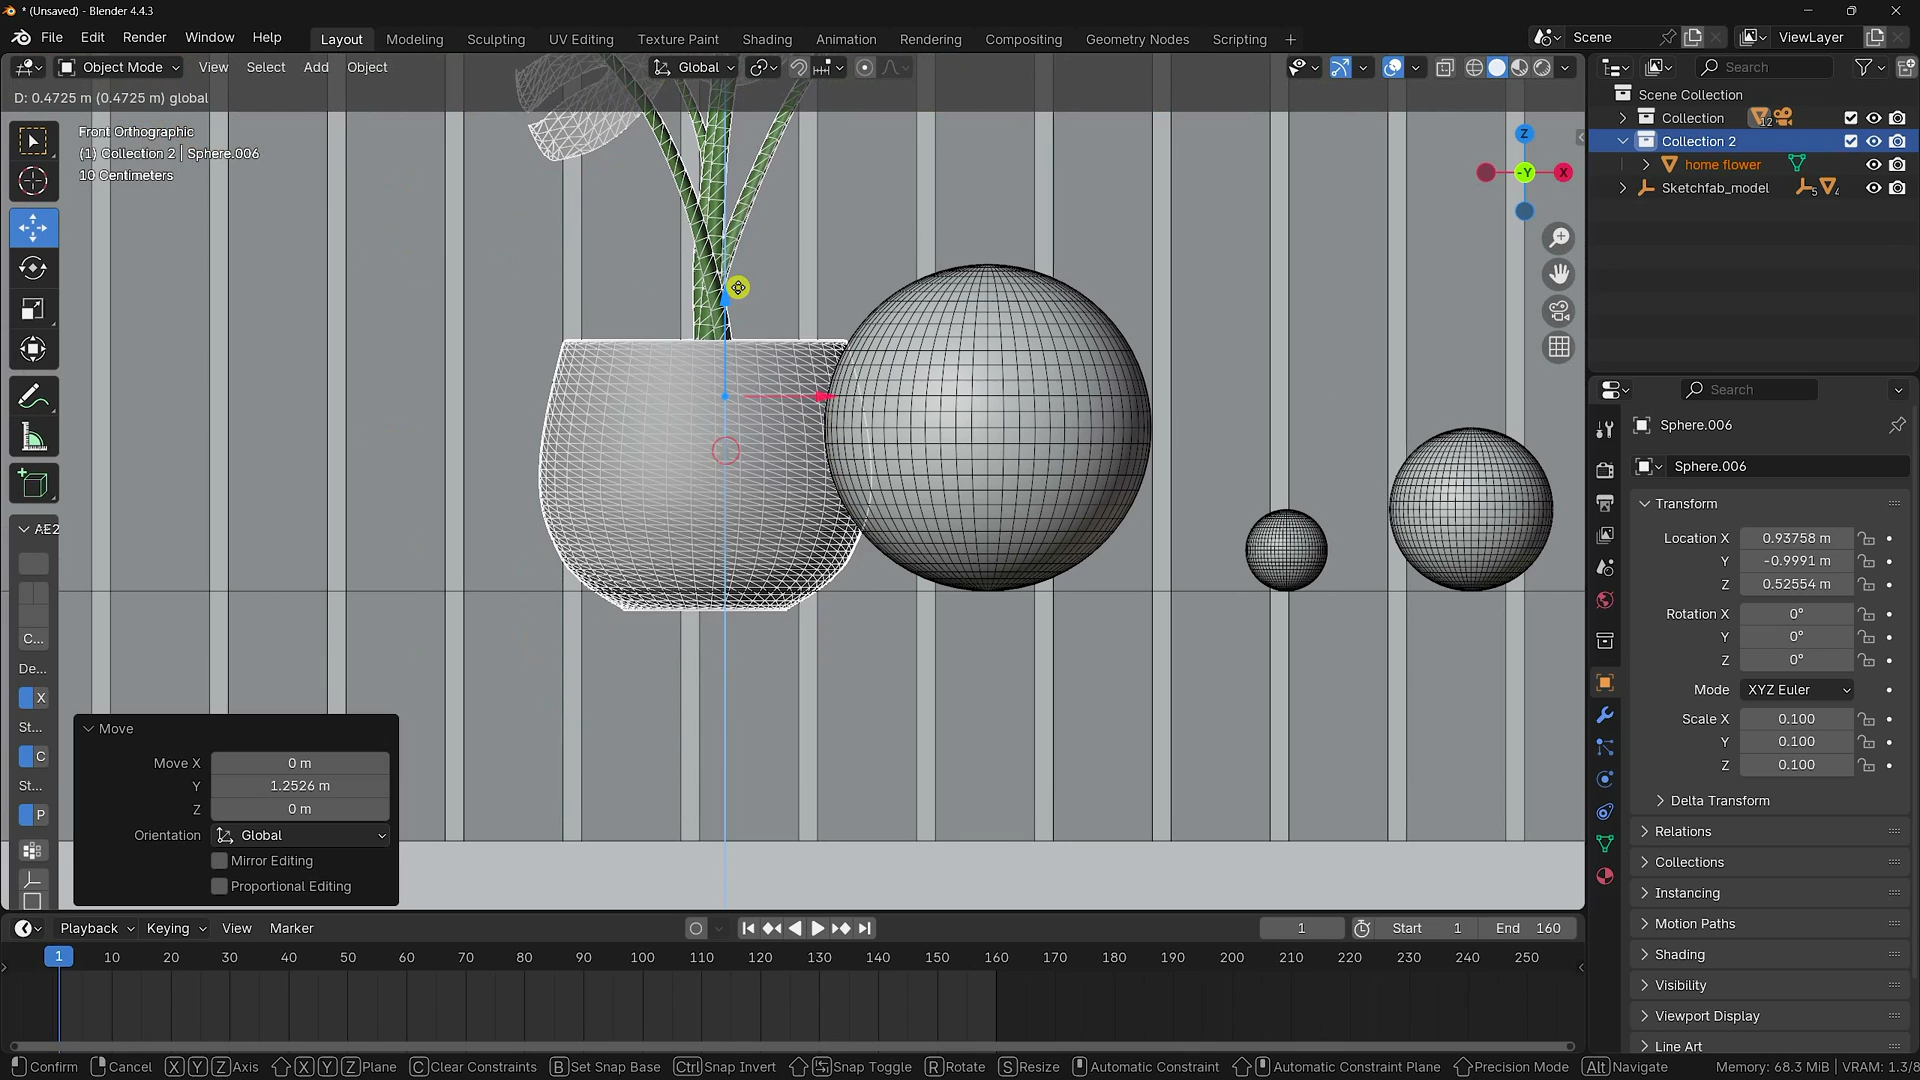 * (Unsaved) - Blender 4.4.3
File Edit Render Window Help
Layout Modeling Sculpting UV Editing Texture Paint Shading Animation Rendering Compositing Geometry Nodes Scripting +
Scene
ViewLayer
Object Mode View Select Add Object
Global
Search
D: 0.4725 m (0.4725 m) global
Front Orthographic
(1) Collection 2 | Sphere.006
10 Centimeters
Z
-Y
X
Scene Collection
Collection
12
Collection 2
home flower
Sketchfab_model
5
4
Search
Sphere.006
Sphere.006
Transform
Location X 0.93758 m
Y -0.9991 m
Z 0.52554 m
Rotation X 0°
Y 0°
Z 0°
Mode XYZ Euler
Scale X 0.100
Y 0.100
Z 0.100
Delta Transform
Relations
Collections
Instancing
Motion Paths
Shading
Visibility
Viewport Display
Line Art
AE2
C...
De...
X
St...
C
St...
P
Move
Move X 0 m
Y 1.2526 m
Z 0 m
Orientation Global
Mirror Editing
Proportional Editing
Playback Keying View Marker
1
Start 1
End 160
1 10 20 30 40 50 60 70 80 90 100 110 120 130 140 150 160 170 180 190 200 210 220 230 240 250
Confirm Cancel X Y Z Axis X Y Z Plane C Clear Constraints B Set Snap Base Ctrl Snap Invert Snap Toggle R Rotate S Resize Automatic Constraint Automatic Constraint Plane Precision Mode Alt Navigate
Memory: 68.3 MiB | VRAM: 1.3/8